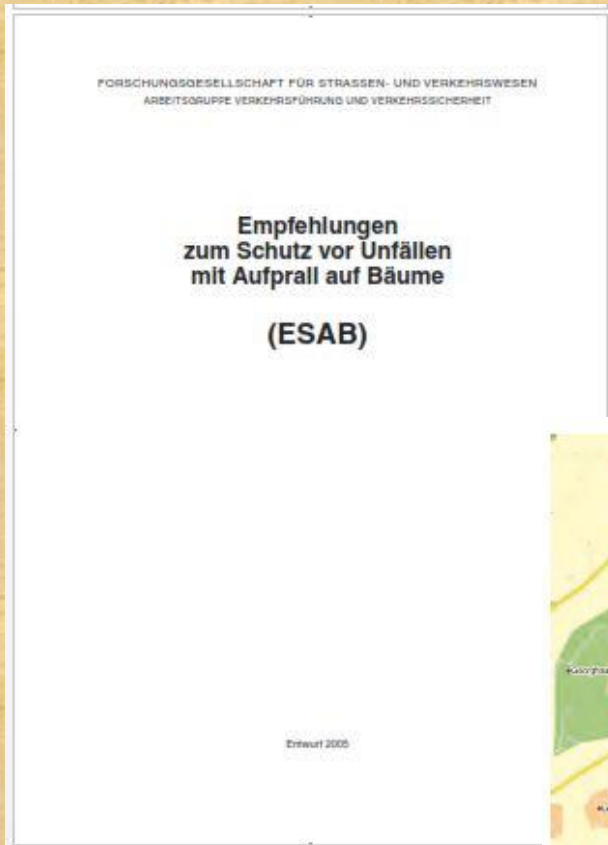 FORSCHUNGSGESELLSCHAFT FÜR STRASSEN- UND VERKEHRSWESEN
ARBEITSGRUPPE VERKEHRSFÜHRUNG UND VERKEHRSSICHERHEIT
Empfehlungen
zum Schutz vor Unfällen
mit Aufprall auf Bäume
(ESAB)
Entwurf 2005